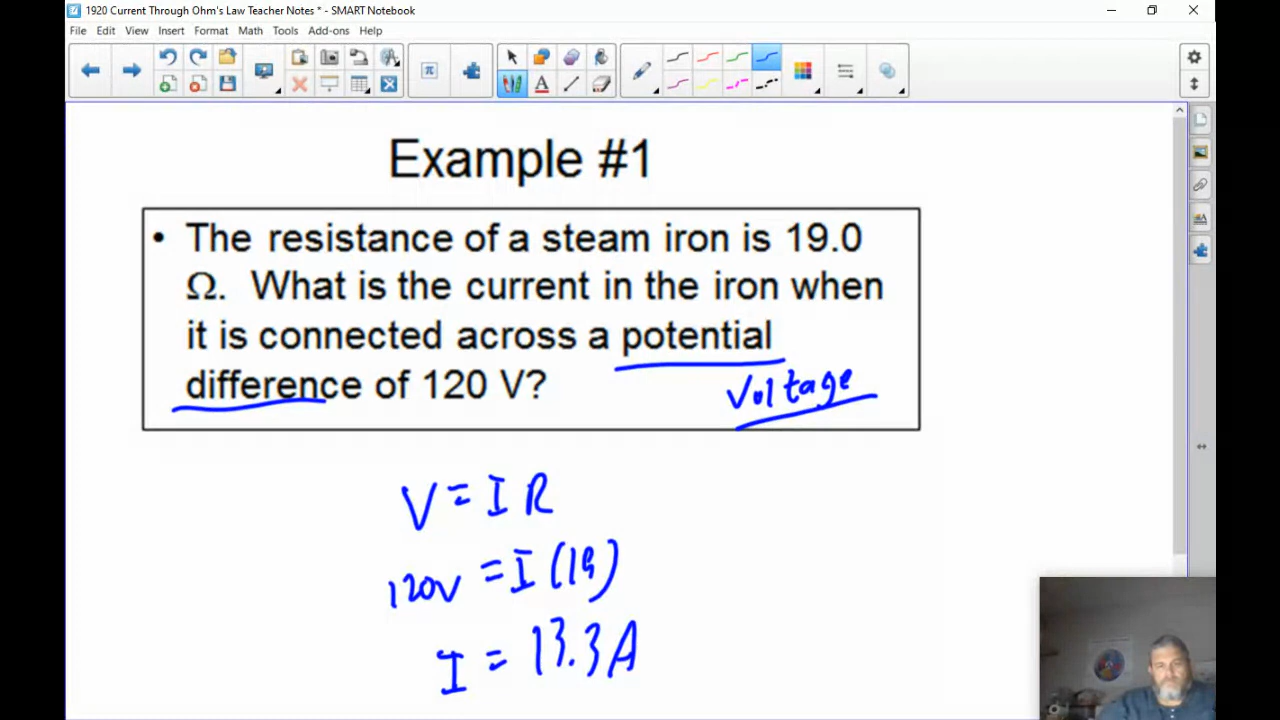 1920 Current Through Ohm's Law Teacher Notes * - SMART Notebook
File Edit View Insert Format Math Tools Add-ons Help
Example #1
• The resistance of a steam iron is 19.0
Ω. What is the current in the iron when
it is connected across a potential
difference of 120 V?
Voltage
V = I R
120V = I (19)
I = 13.3 A